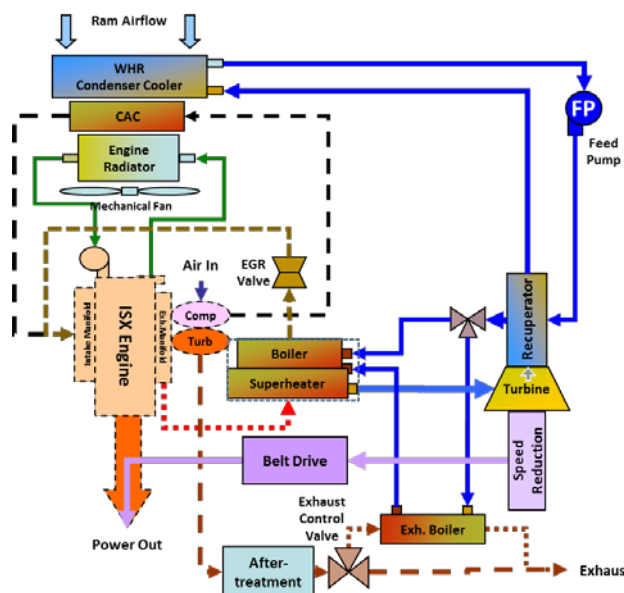 Ram Airflow
WHR
Condenser Cooler
CAC
Engine
Radiator
Mechanical Fan
FP
Feed
Pump
EGR
Valve
Air In
Comp
Turb
Intake Manifold
ISX Engine
Exh.Manifold
Boiler
Superheater
Recuperator
Turbine
Speed
Reduction
Belt Drive
Power Out
Exhaust
Control
Valve
Exh. Boiler
After-
treatment
Exhaus